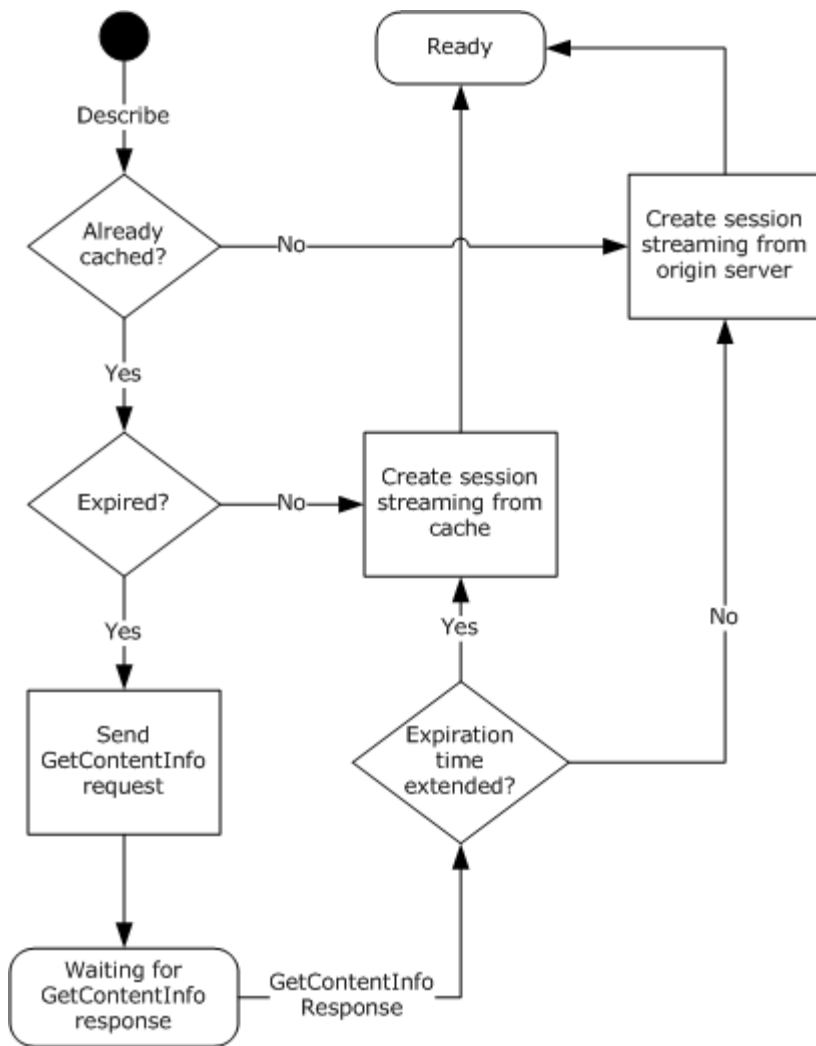 Ready
Describe
Already
cached?
No
Create session
streaming from
origin server
Yes
Expired?
No
Create session
streaming from
cache
Yes
Yes
No
Send
GetContentInfo
request
Expiration
time
extended?
Waiting for
GetContentInfo
response
GetContentInfo
Response